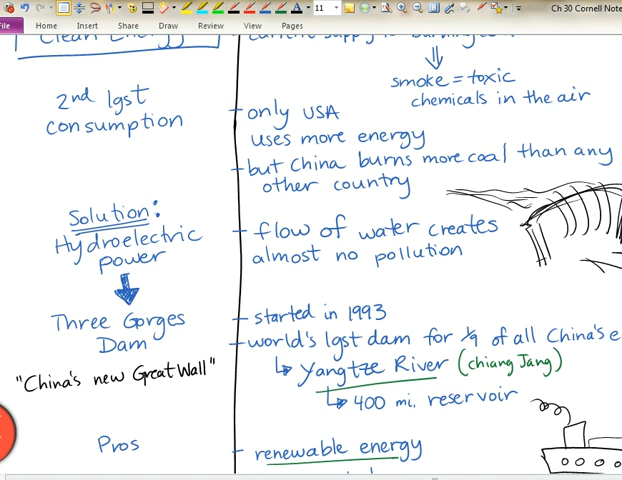 Ch 30 Cornell Note
File Home Insert Draw Review View Pages
11
Clean Energy
smoke = toxic
chemicals in the air
2nd lgst
consumption
- only USA
uses more energy
- but China burns more coal than any
other country
Solution:
Hydroelectric
power
- flow of water creates
almost no pollution
Three Gorges
Dam
"China's new Great Wall"
- started in 1993
- world's lgst dam for 1/9 of all China's e
Yangtze River (chiang Jang)
400 mi. reservoir
Pros
- renewable energy